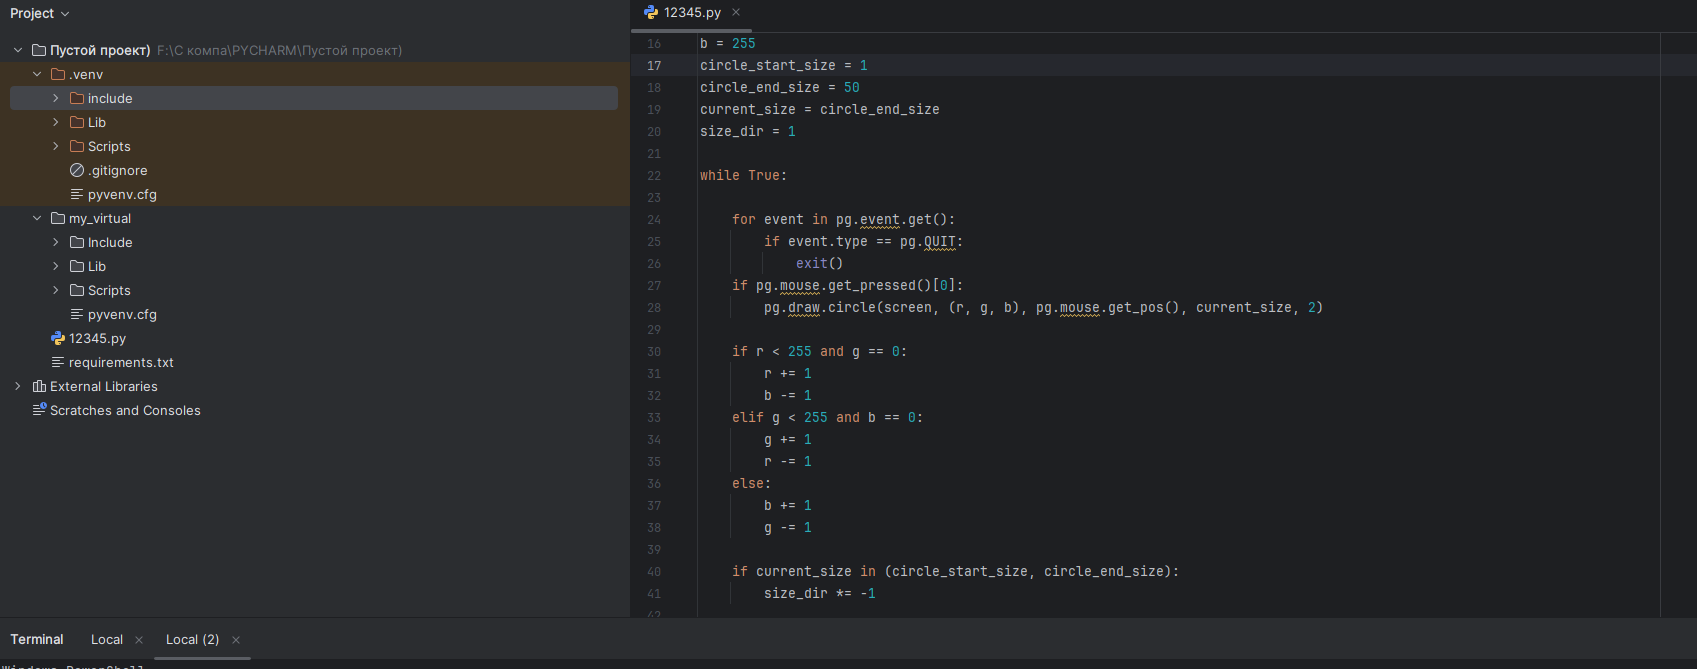 Project
Пустой проект) F:\С компа\PYCHARM\Пустой проект)
.venv
include
Lib
Scripts
.gitignore
pyvenv.cfg
my_virtual
Include
Lib
Scripts
pyvenv.cfg
12345.py
requirements.txt
External Libraries
Scratches and Consoles
12345.py
16 b = 255
17 circle_start_size = 1
18 circle_end_size = 50
19 current_size = circle_end_size
20 size_dir = 1
21
22 while True:
23
24 for event in pg.event.get():
25 if event.type == pg.QUIT:
26 exit()
27 if pg.mouse.get_pressed()[0]:
28 pg.draw.circle(screen, (r, g, b), pg.mouse.get_pos(), current_size, 2)
29
30 if r < 255 and g == 0:
31 r += 1
32 b -= 1
33 elif g < 255 and b == 0:
34 g += 1
35 r -= 1
36 else:
37 b += 1
38 g -= 1
39
40 if current_size in (circle_start_size, circle_end_size):
41 size_dir *= -1
42
Terminal Local Local (2)
Windows PowerShell